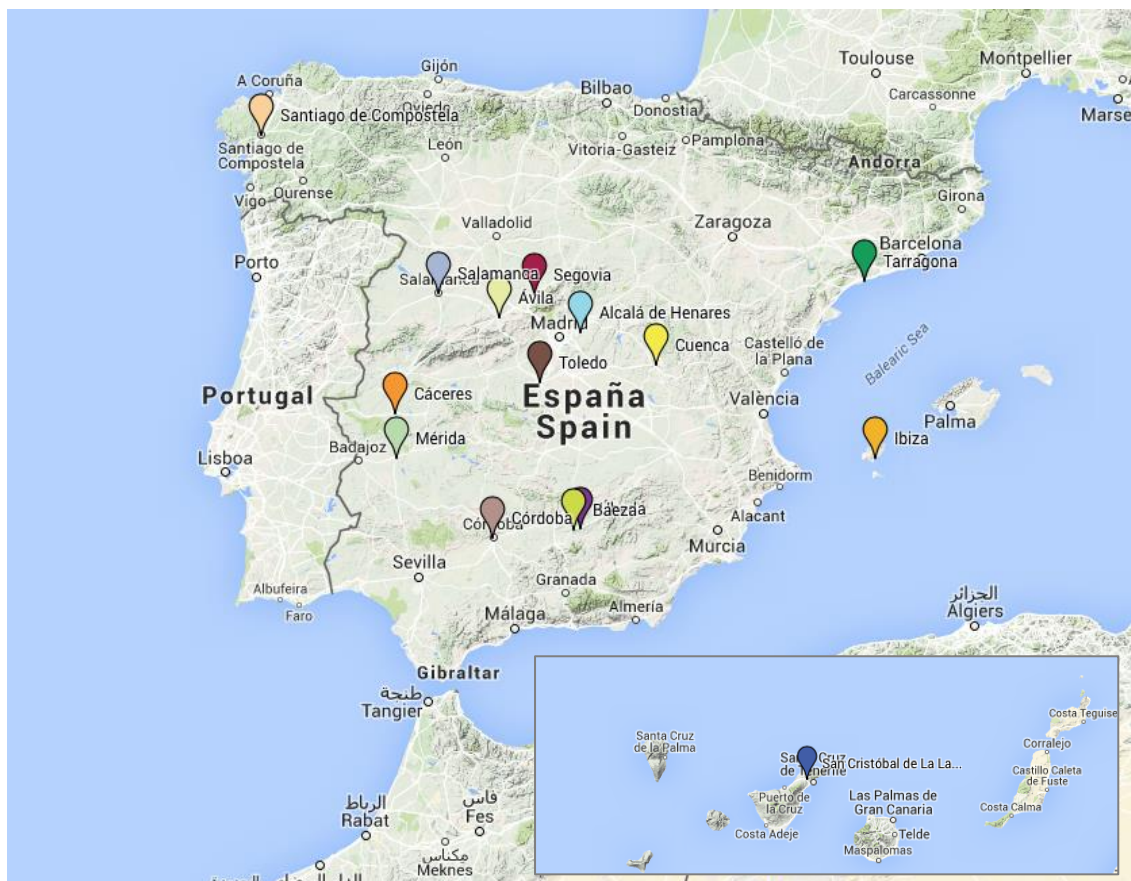 Toulouse
Montpellier
Gijón
A Coruña
Bilbao
Oviedo
Donostia
Carcassonne
Marse
Santiago de Compostela
Santiago de
Compostela
León
Vitoria-Gasteiz
Pamplona
Andorra
Vigo
Ourense
Girona
Valladolid
Zaragoza
Barcelona
Porto
Tarragona
Salamanca
Salamanca
Segovia
Ávila
Alcalá de Henares
Madrid
Cuenca
Castelló de
la Plana
Balearic Sea
Toledo
Portugal
Cáceres
España
Spain
València
Palma
Mérida
Badajoz
Ibiza
Lisboa
Benidorm
Baeza
Córdoba
Córdoba
Alacant
Murcia
Sevilla
Granada
Albufeira
Faro
Almería
Málaga
الجزائر
Algiers
Gibraltar
طنجة
Tangier
Costa Teguise
Santa Cruz
de la Palma
Corralejo
Santa Cruz
de Tenerife
San Cristóbal de La La...
Castillo Caleta
de Fuste
Puerto de
la Cruz
Las Palmas de
Gran Canaria
Costa Calma
Costa Adeje
Telde
Maspalomas
الرباط
Rabat
فاس
Fes
مكناس
Meknes